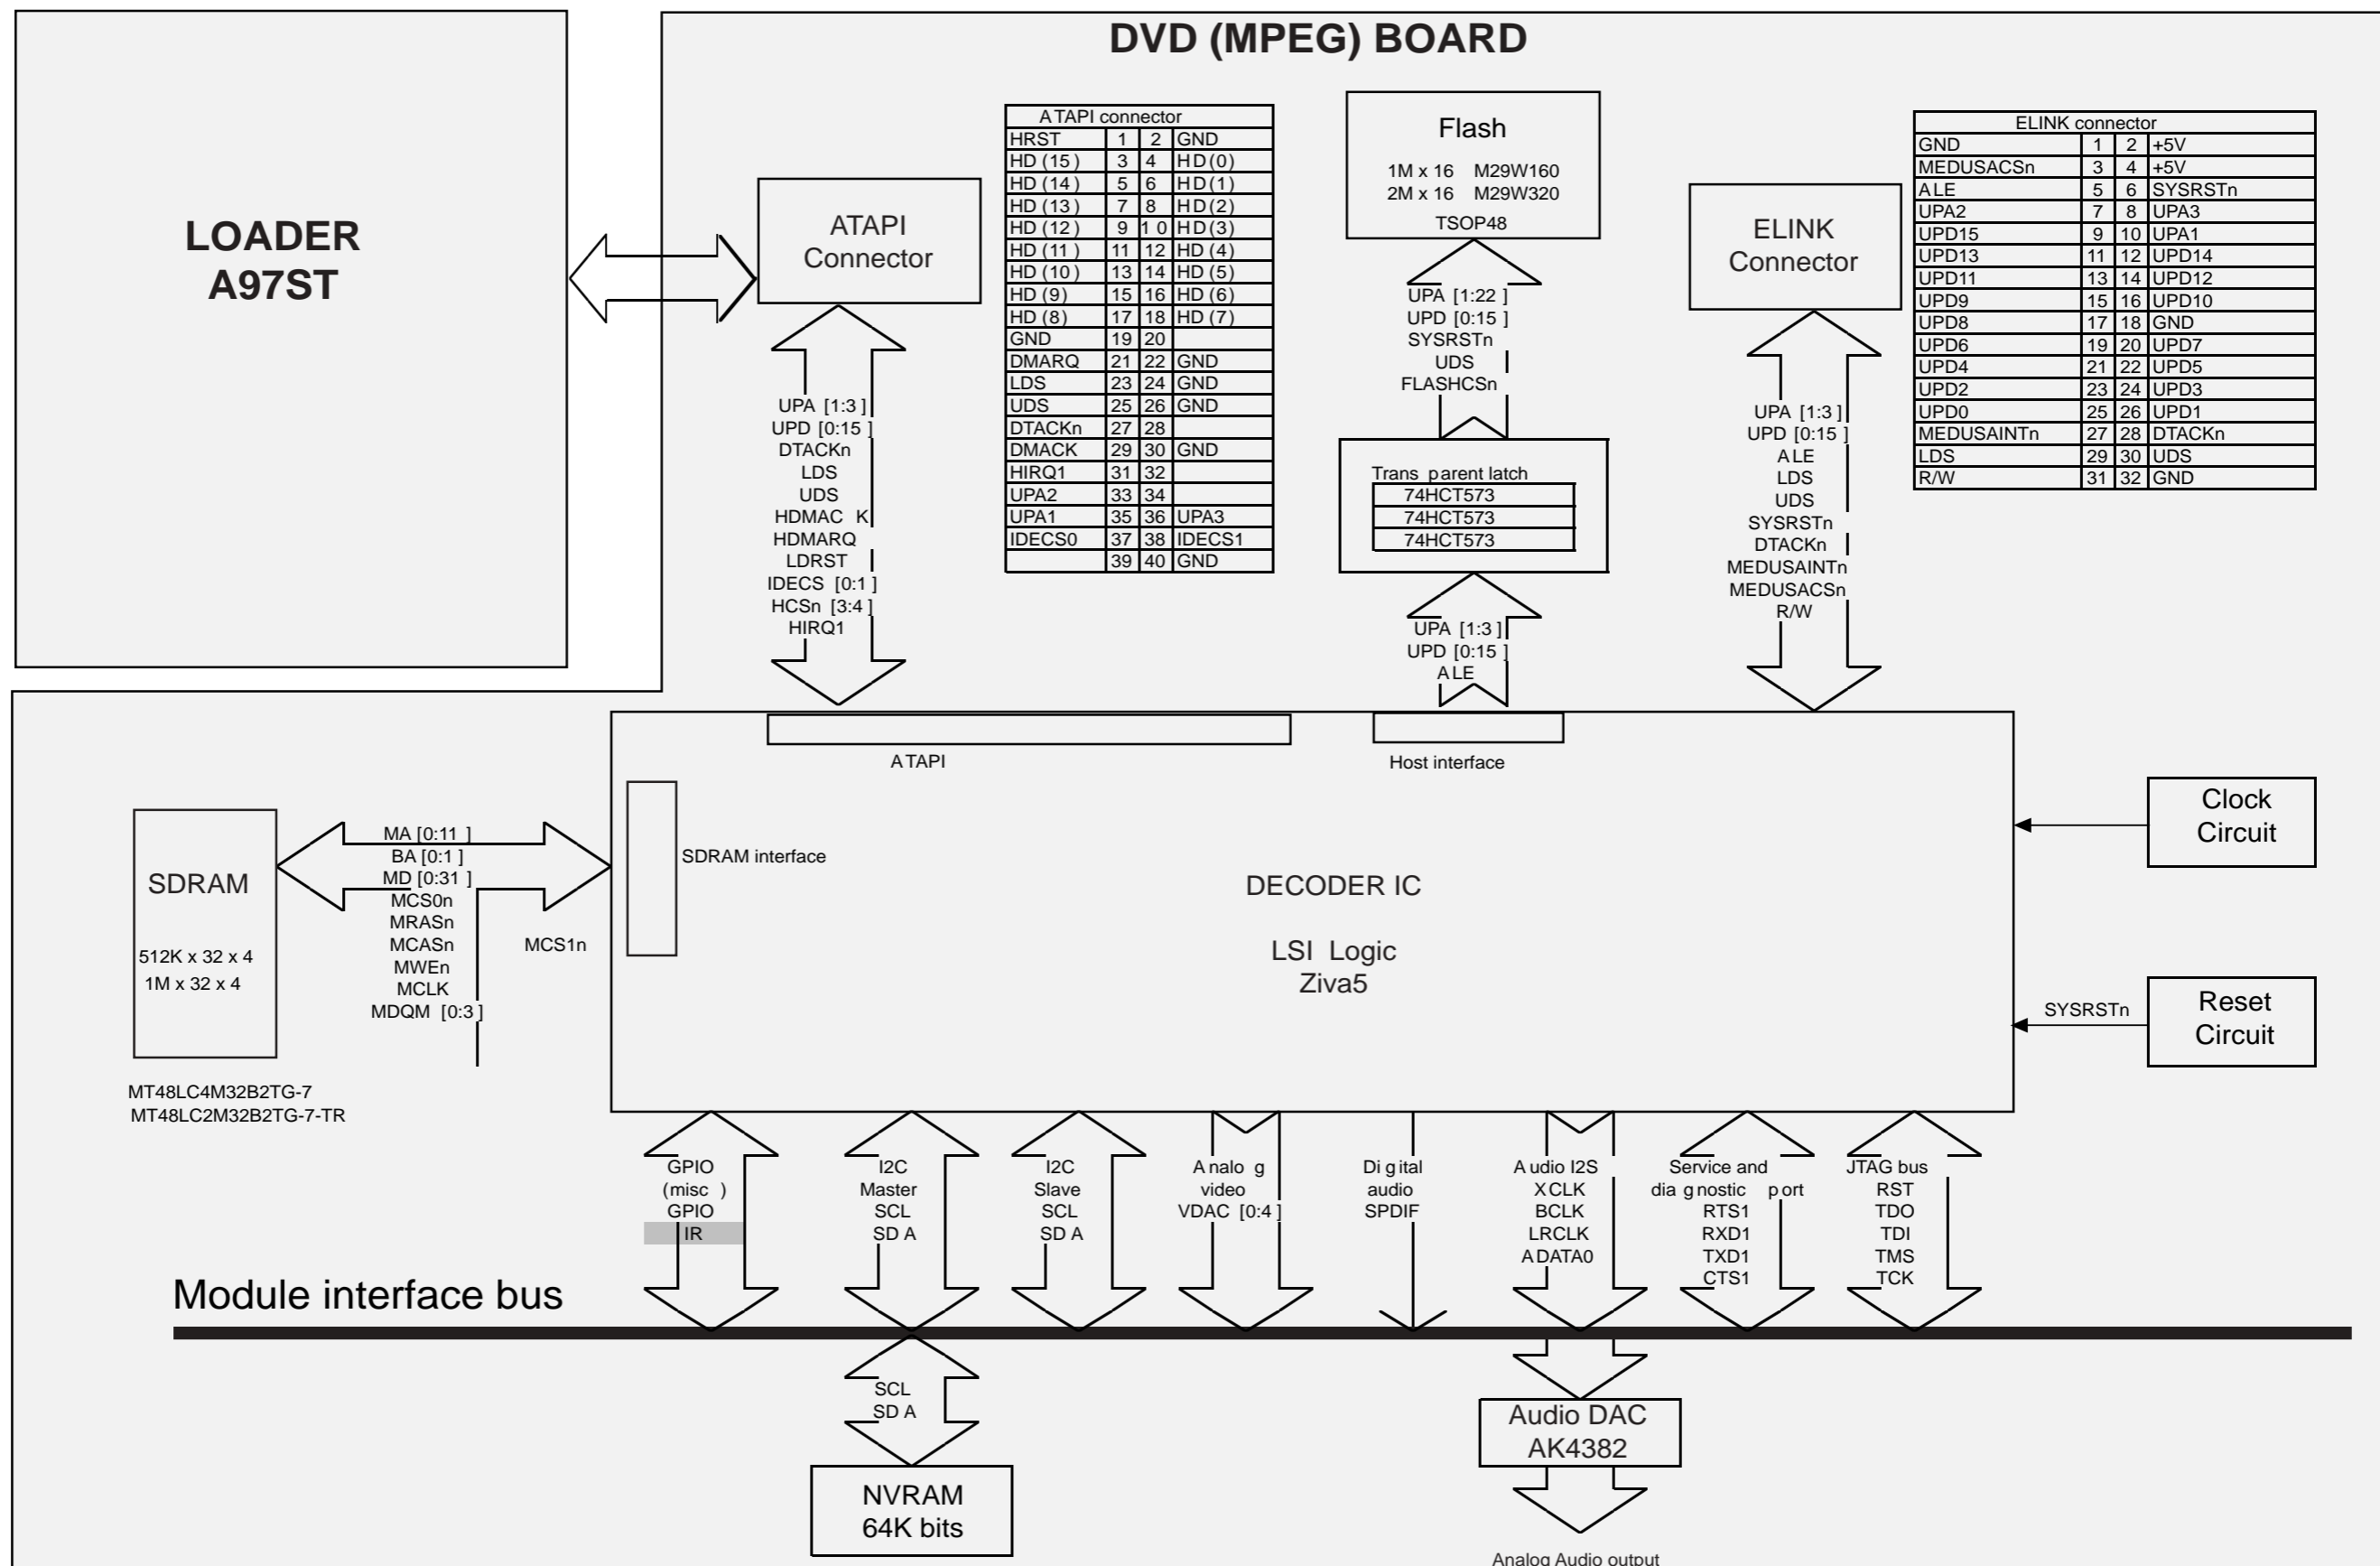 DVD (MPEG) BOARD
LOADER
A97ST
ATAPI
Connector
ATAPI connector
HRST 1 2 GND
HD (15) 3 4 HD(0)
HD (14) 5 6 HD(1)
HD (13) 7 8 HD(2)
HD (12) 9 10 HD(3)
HD (11) 11 12 HD (4)
HD (10) 13 14 HD (5)
HD (9) 15 16 HD (6)
HD (8) 17 18 HD (7)
GND 19 20
DMARQ 21 22 GND
LDS 23 24 GND
UDS 25 26 GND
DTACKn 27 28
DMACK 29 30 GND
HIRQ1 31 32
UPA2 33 34
UPA1 35 36 UPA3
IDECS0 37 38 IDECS1
39 40 GND
Flash
1M x 16 M29W160
2M x 16 M29W320
TSOP48
ELINK
Connector
ELINK connector
GND 1 2 +5V
MEDUSACSn 3 4 +5V
ALE 5 6 SYSRSTn
UPA2 7 8 UPA3
UPD15 9 10 UPA1
UPD13 11 12 UPD14
UPD11 13 14 UPD12
UPD9 15 16 UPD10
UPD8 17 18 GND
UPD6 19 20 UPD7
UPD4 21 22 UPD5
UPD2 23 24 UPD3
UPD0 25 26 UPD1
MEDUSAINTn 27 28 DTACKn
LDS 29 30 UDS
R/W 31 32 GND
UPA [1:3]
UPD [0:15]
DTACKn
LDS
UDS
HDMACK
HDMARQ
LDRST
IDECS [0:1]
HCSn [3:4]
HIRQ1
UPA [1:22]
UPD [0:15]
SYSRSTn
UDS
FLASHCSn
Transparent latch
74HCT573
74HCT573
74HCT573
UPA [1:3]
UPD [0:15]
ALE
UPA [1:3]
UPD [0:15]
ALE
LDS
UDS
SYSRSTn
DTACKn
MEDUSAINTn
MEDUSACSn
R/W
ATAPI
Host interface
SDRAM
512K x 32 x 4
1M x 32 x 4
MT48LC4M32B2TG-7
MT48LC2M32B2TG-7-TR
MA [0:11]
BA [0:1]
MD [0:31]
MCS0n
MRASn
MCASn
MWEn
MCLK
MDQM [0:3]
MCS1n
SDRAM interface
DECODER IC
LSI Logic
Ziva5
Clock
Circuit
SYSRSTn
Reset
Circuit
GPIO
(misc)
GPIO
IR
I2C
Master
SCL
SDA
I2C
Slave
SCL
SDA
Analog
video
VDAC [0:4]
Digital
audio
SPDIF
Audio I2S
XCLK
BCLK
LRCLK
ADATA0
Service and
diagnostic port
RTS1
RXD1
TXD1
CTS1
JTAG bus
RST
TDO
TDI
TMS
TCK
Module interface bus
SCL
SDA
NVRAM
64K bits
Audio DAC
AK4382
Analog Audio output